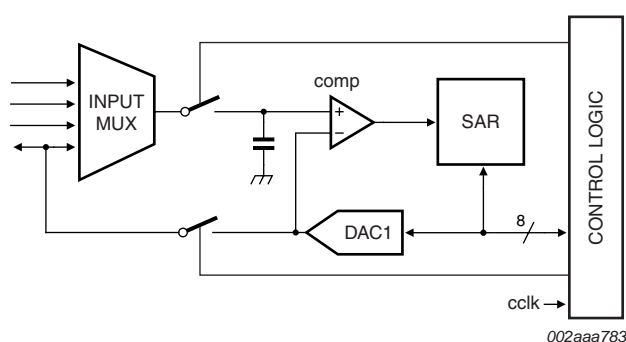 comp
INPUT
MUX
+
−
SAR
CONTROL LOGIC
DAC1
8
cclk
002aaa783